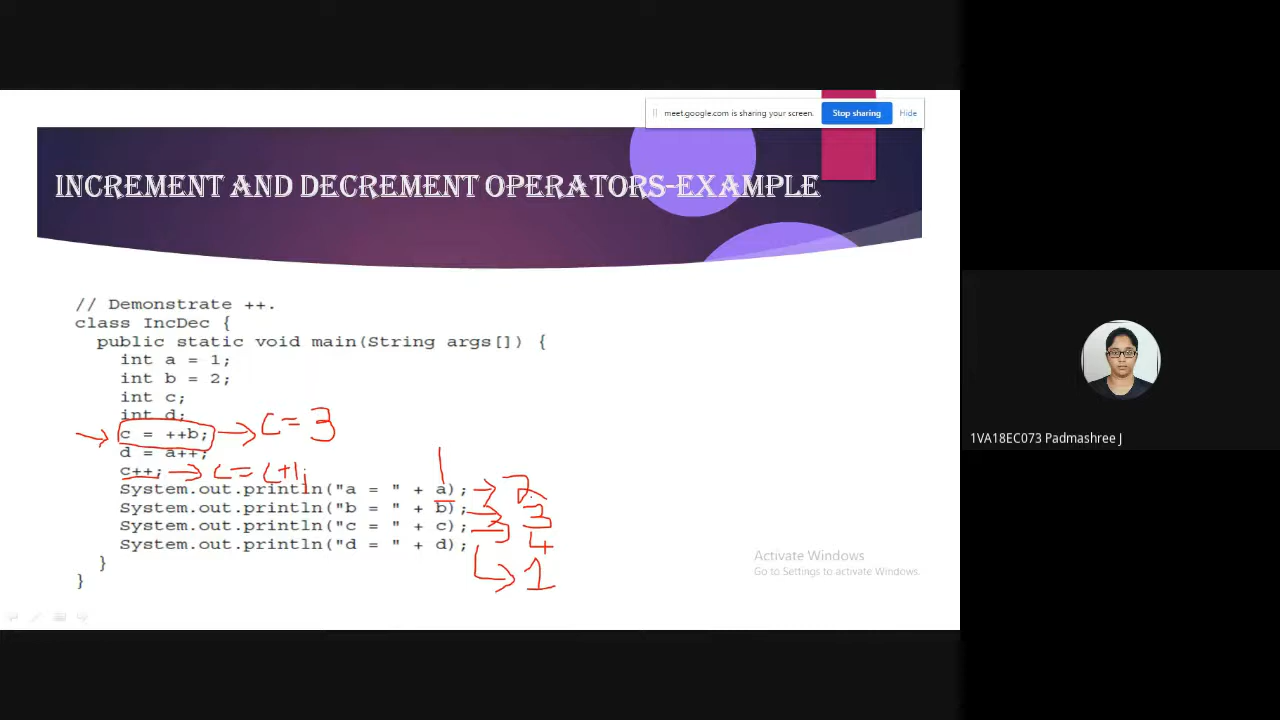 meet.google.com is sharing your screen. Stop sharing Hide
INCREMENT AND DECREMENT OPERATORS-EXAMPLE
// Demonstrate ++.
class IncDec {
public static void main(String args[]) {
int a = 1;
int b = 2;
int c;
int d;
c = ++b; → c = 3
d = a++;
c++; → c = c+1;
1
System.out.println("a = " + a); → 2
System.out.println("b = " + b); → 3
System.out.println("c = " + c); → 4
System.out.println("d = " + d); → 1
}
}
Activate Windows
Go to Settings to activate Windows.
1VA18EC073 Padmashree J